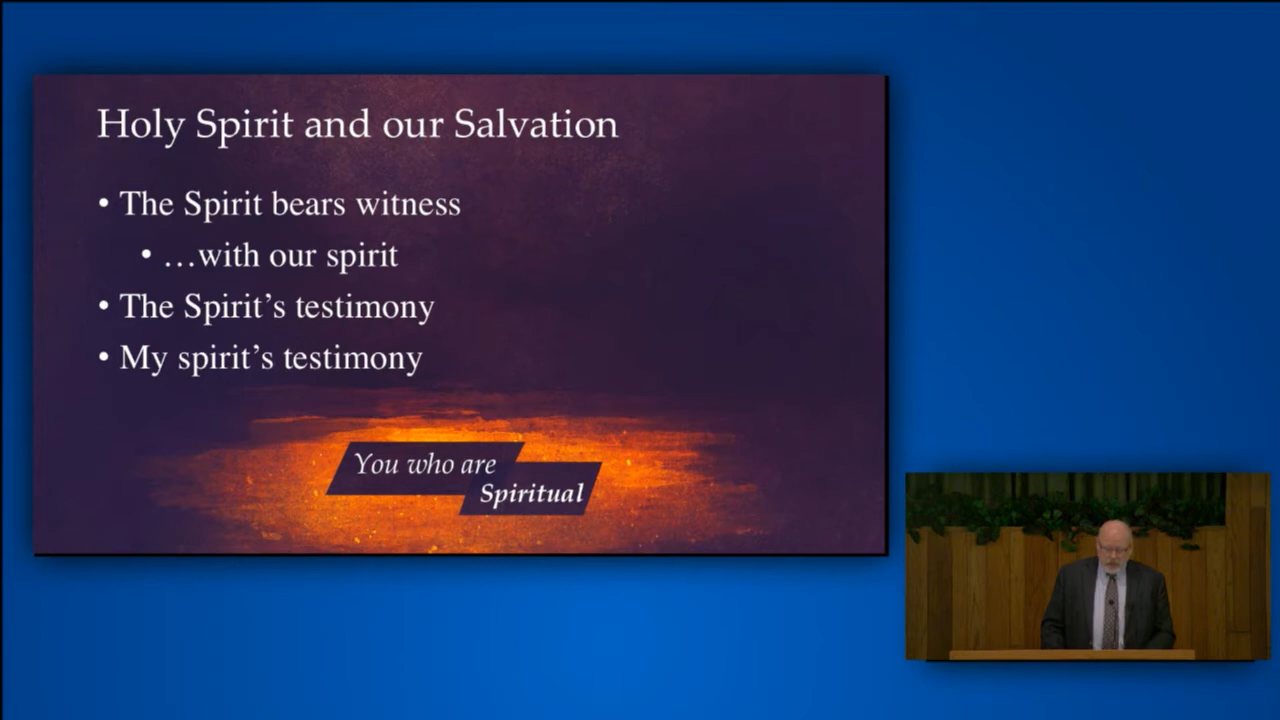 Holy Spirit and our Salvation
• The Spirit bears witness
• …with our spirit
• The Spirit’s testimony
• My spirit’s testimony
You who are
Spiritual